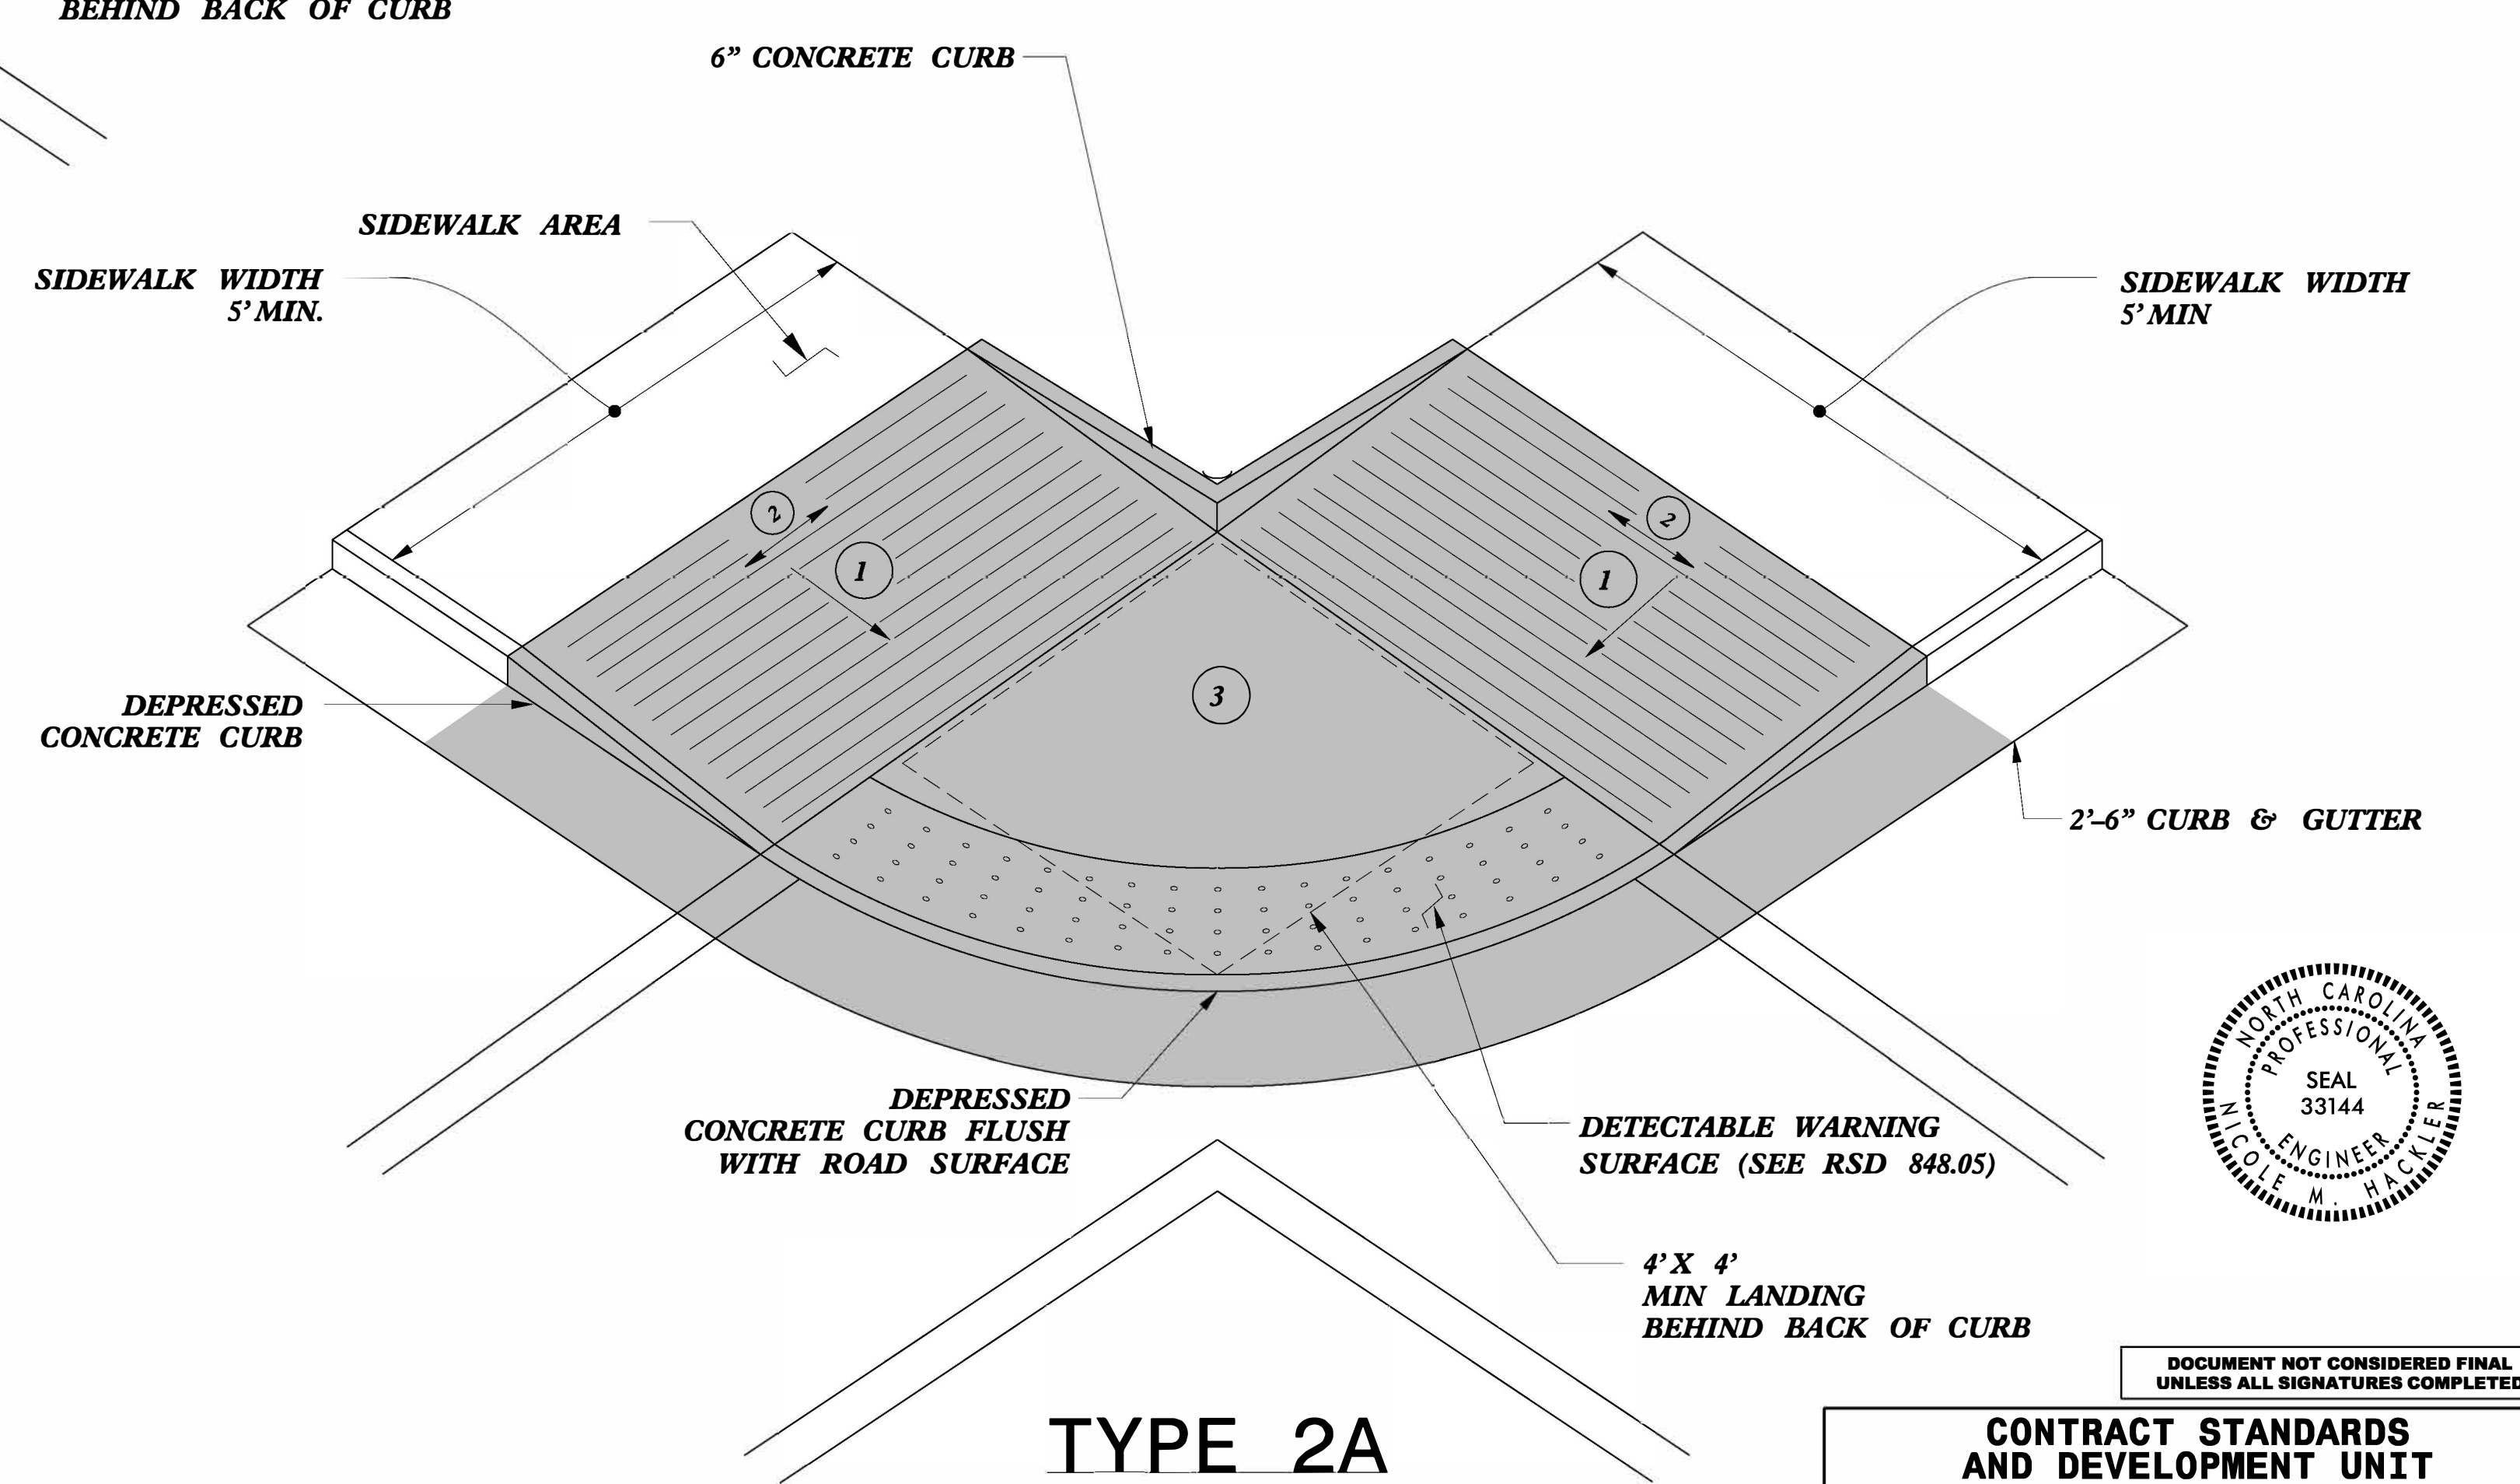 BEHIND BACK OF CURB
6” CONCRETE CURB
SIDEWALK AREA
SIDEWALK WIDTH
5’ MIN.
SIDEWALK WIDTH
5’ MIN
2
1
2
1
3
DEPRESSED
CONCRETE CURB
2’–6” CURB & GUTTER
DEPRESSED
CONCRETE CURB FLUSH
WITH ROAD SURFACE
DETECTABLE WARNING
SURFACE (SEE RSD 848.05)
4’ X 4’
MIN LANDING
BEHIND BACK OF CURB
NORTH CAROLINA
PROFESSIONAL
SEAL
33144
ENGINEER
NICOLE M. HACKLER
DOCUMENT NOT CONSIDERED FINAL
UNLESS ALL SIGNATURES COMPLETED
TYPE 2A
CONTRACT STANDARDS
AND DEVELOPMENT UNIT